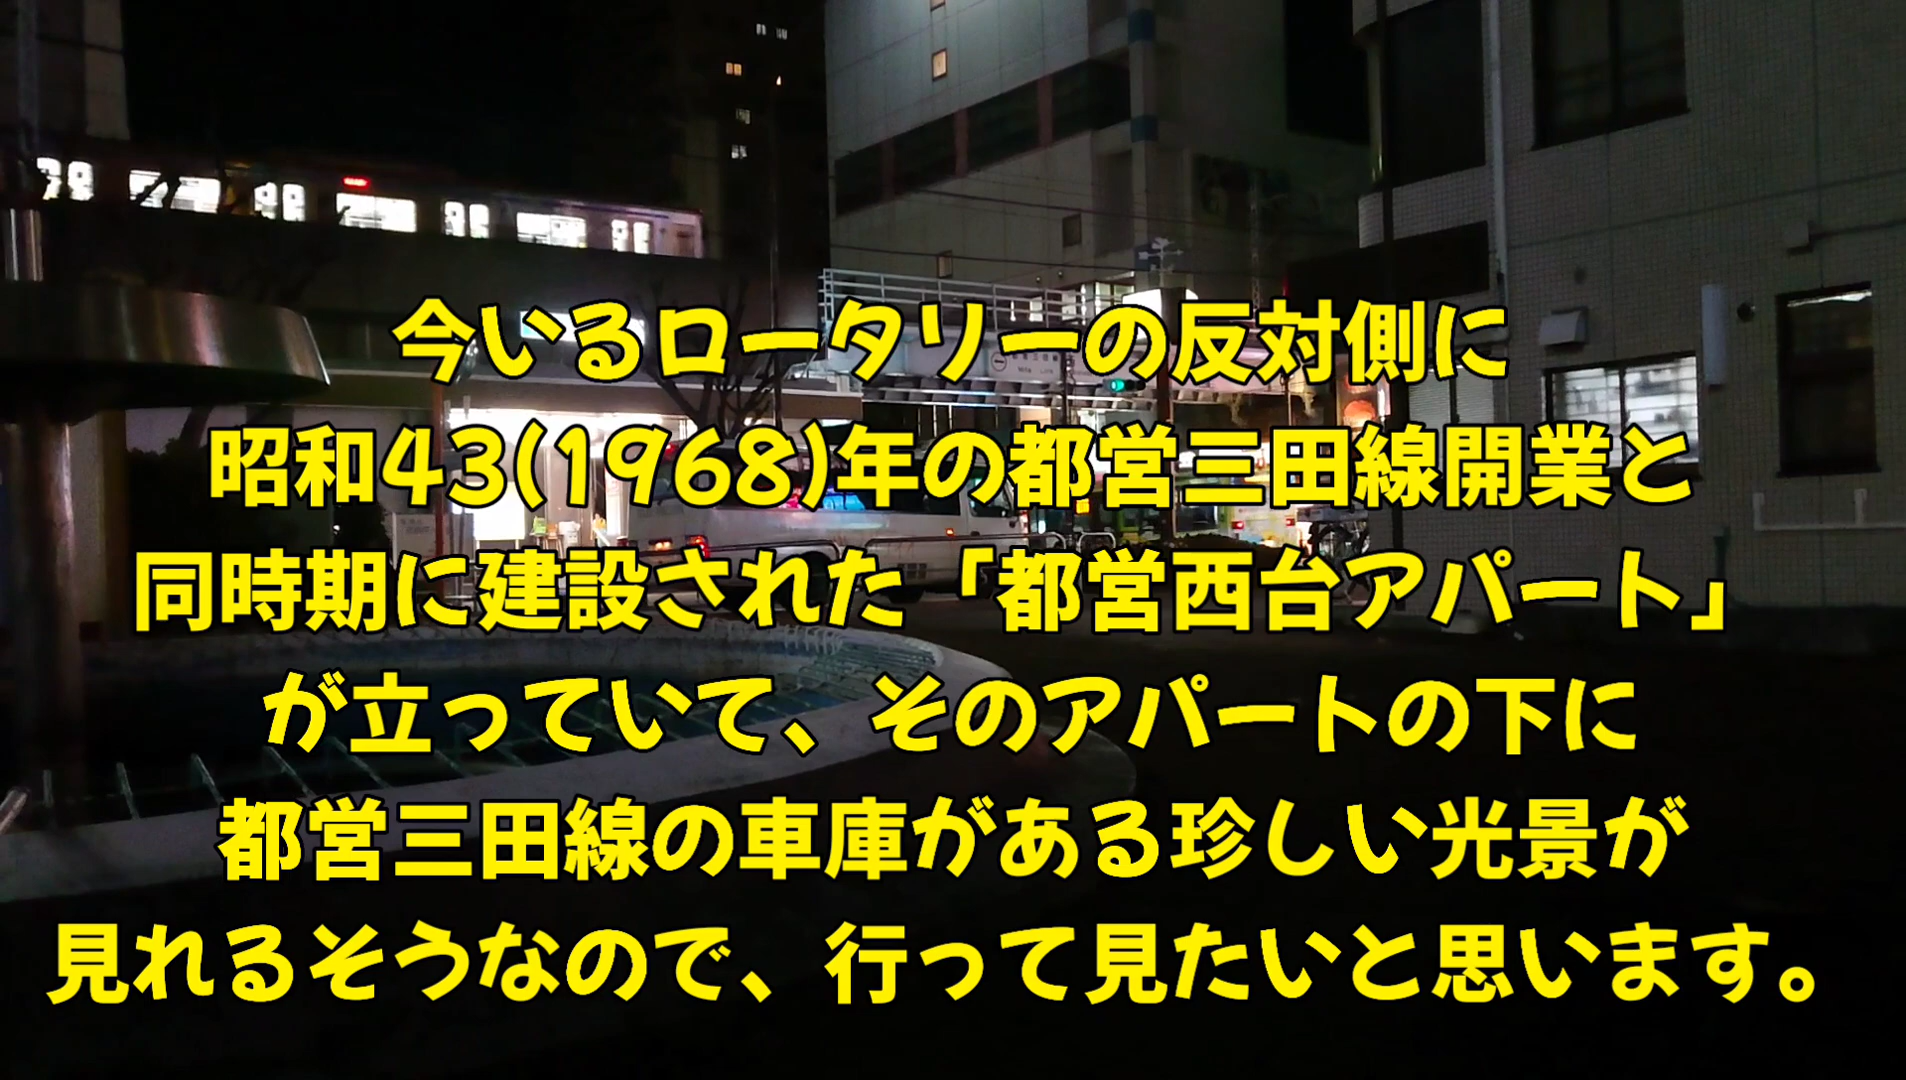 今いるロータリーの反対側に
昭和43(1968)年の都営三田線開業と
同時期に建設された「都営西台アパート」
が立っていて、そのアパートの下に
都営三田線の車庫がある珍しい光景が
見れるそうなので、行って見たいと思います。